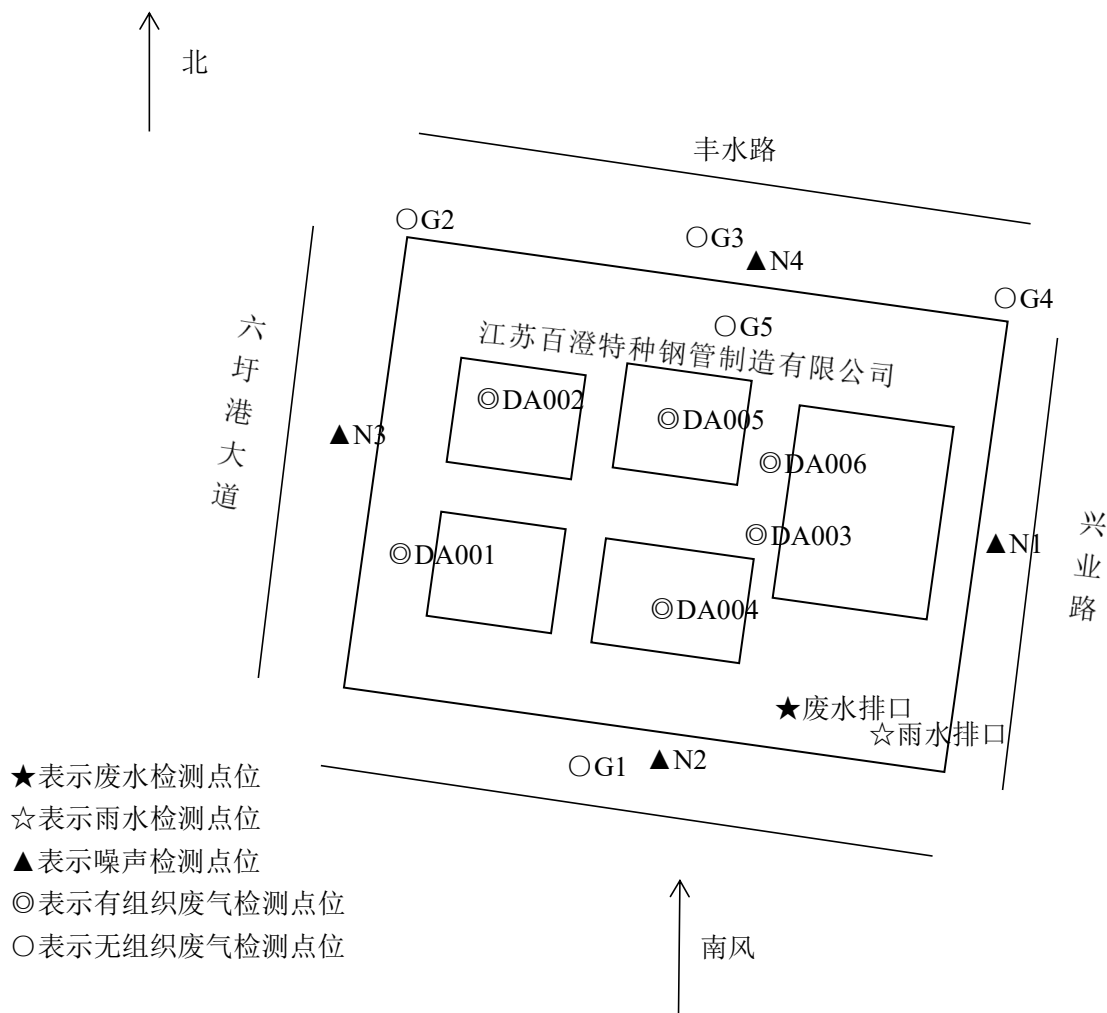 北
丰水路
○G2
○G3
▲N4
○G4
○G5
江苏百澄特种钢管制造有限公司
六圩港大道
◎DA002
◎DA005
▲N3
◎DA006
兴业路
◎DA003
▲N1
◎DA001
◎DA004
★废水排口
☆雨水排口
○G1
▲N2
★表示废水检测点位
☆表示雨水检测点位
▲表示噪声检测点位
◎表示有组织废气检测点位
○表示无组织废气检测点位
南风